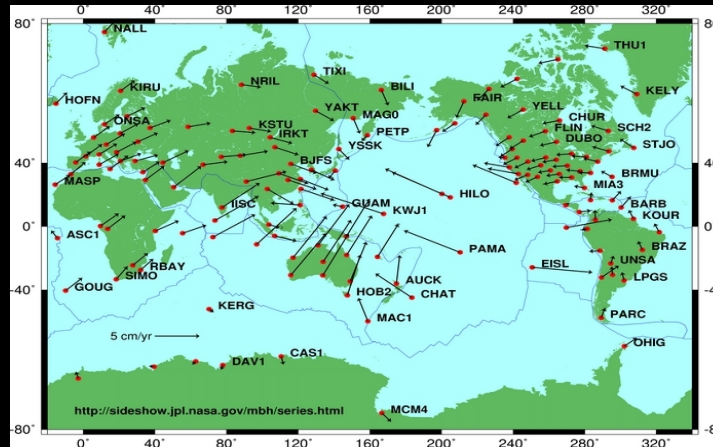 0° 40° 80° 120° 160° 200° 240° 280° 320°
80° 80°
NALL
THU1
TIXI
BILI
KIRU
NRIL
FAIR
KELY
HOFN
YAKT
MAG0
YELL
ONSA
KSTU
PETP
CHUR
IRKT
FLIN
SCH2
DUBO
YSSK
STJO
40° 40°
BJFS
MASP
BRMU
MIA3
HILO
IISC
GUAM
BARB
KWJ1
KOUR
0° 0°
ASC1
PAMA
BRAZ
EISL
UNSA
RBAY
SIMO
AUCK
LPGS
GOUG
HOB2
CHAT
-40°
KERG
MAC1
PARC
5 cm/yr
OHIG
CAS1
DAV1
http://sideshow.jpl.nasa.gov/mbh/series.html
MCM4
-80°
0° 40° 80° 120° 160° 200° 240° 280° 320°